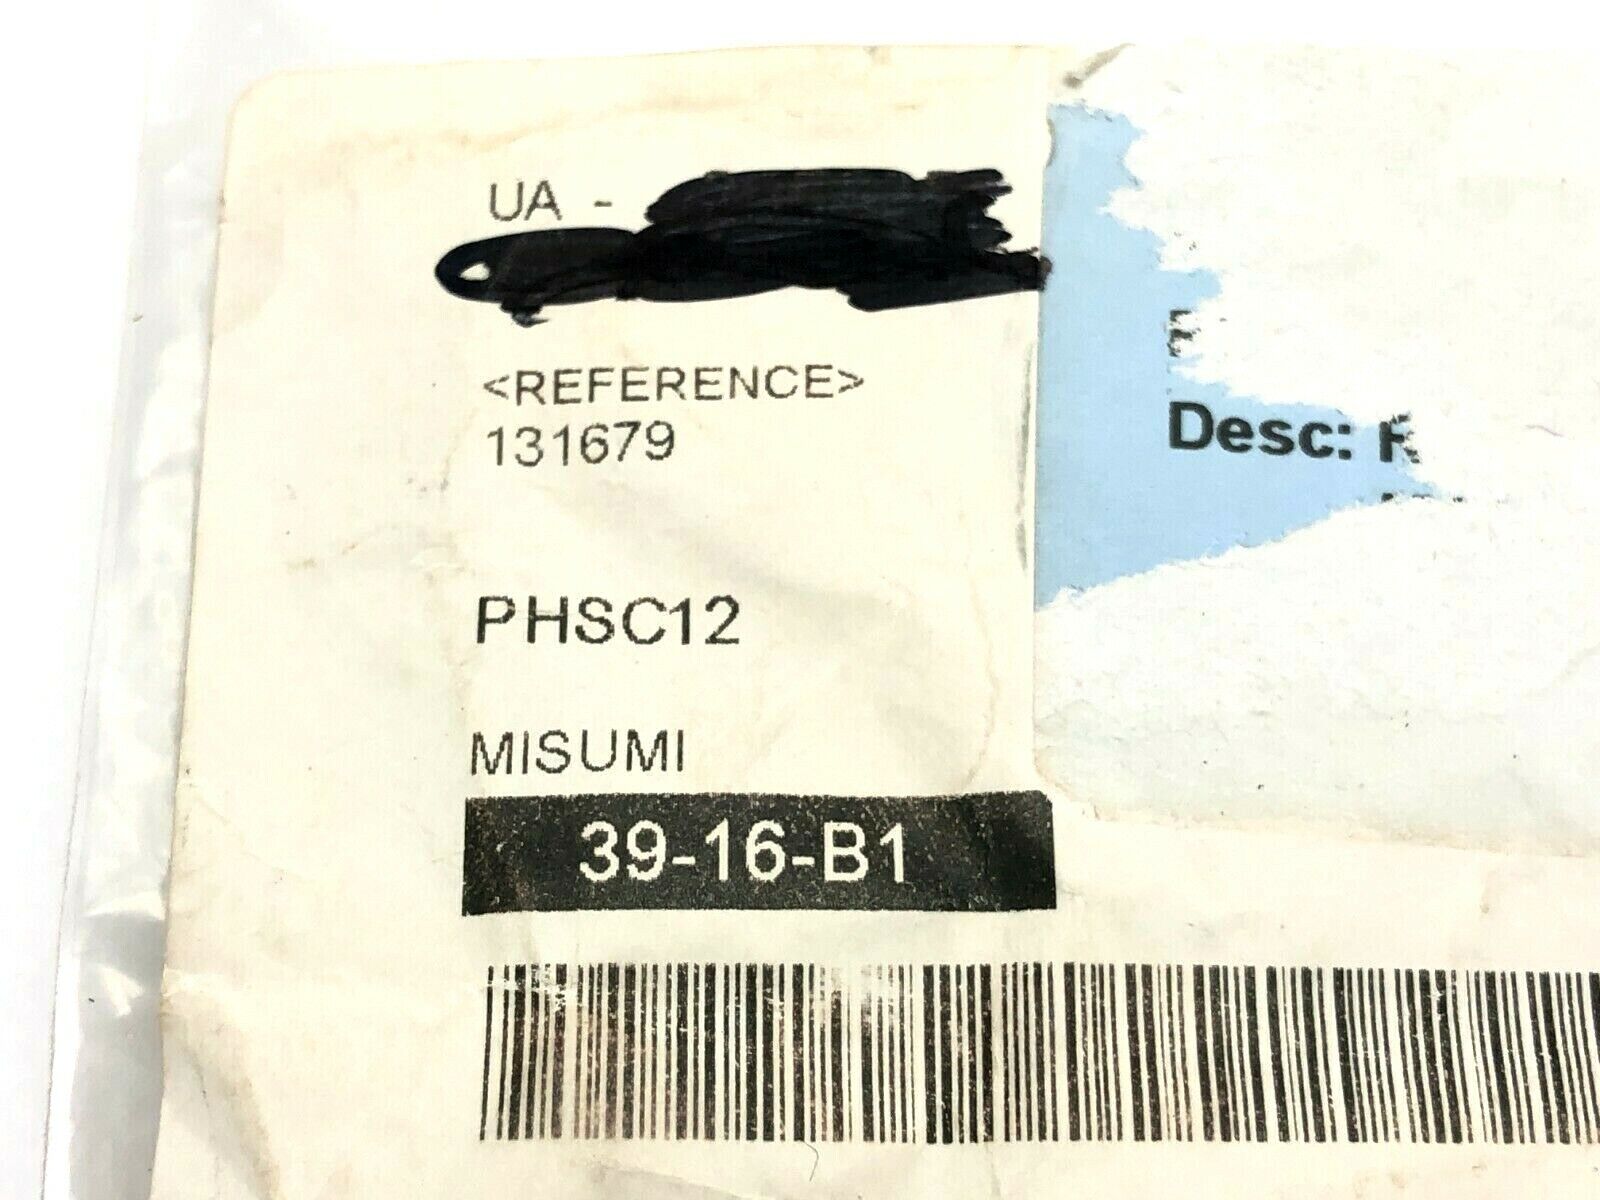 UA -
<REFERENCE>
131679
PHSC12
MISUMI
39-16-B1
Desc: